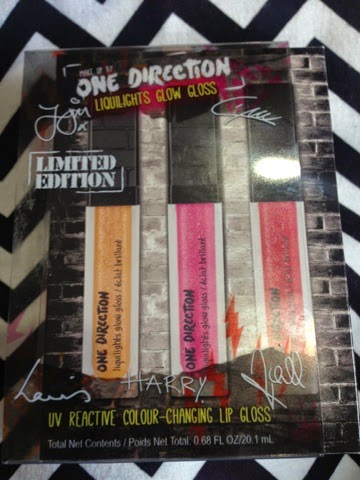 MAKE UP BY
ONE DIRECTION
LIQUILIGHTS GLOW GLOSS
LIMITED
EDITION
ONE DIRECTION
liquilights glow gloss / éclat brillant
ONE DIRECTION
liquilights glow gloss / éclat brillant
DIRECTION
Louis HARRY Niall
UV REACTIVE COLOUR-CHANGING LIP GLOSS
Total Net Contents / Poids Net Total. 0.68 FL OZ/20.1 mL